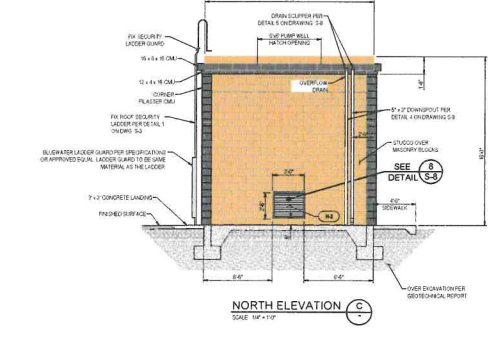 DRAIN SCUPPER PER
DETAIL 6 ON DRAWING S-8
FIX SECURITY
LADDER GUARD
PUMP WELL
HATCH OPENING
16 x 8 x 16 CMU
12 x 4 x 16 CMU
CORNER
PILASTER CMU
OVERFLOW
DRAIN
FIX ROOF SECURITY
LADDER PER DETAIL 1
ON DWG S-3
5" x 3" DOWNSPOUT PER
DETAIL 4 ON DRAWING S-8
STUCCO OVER
MASONRY BLOCKS
BLUEWATER LADDER GUARD PER SPECIFICATIONS
OR APPROVED EQUAL LADDER GUARD TO BE SAME
MATERIAL AS THE LADDER
SEE
DETAIL
8
S-8
2'-0"
3' x 3' CONCRETE LANDING
FINISHED SURFACE
4'-0"
SIDEWALK
6'-6"
6'-6"
OVER EXCAVATION PER
GEOTECHNICAL REPORT
NORTH ELEVATION
C
-
SCALE 1/4" = 1'-0"